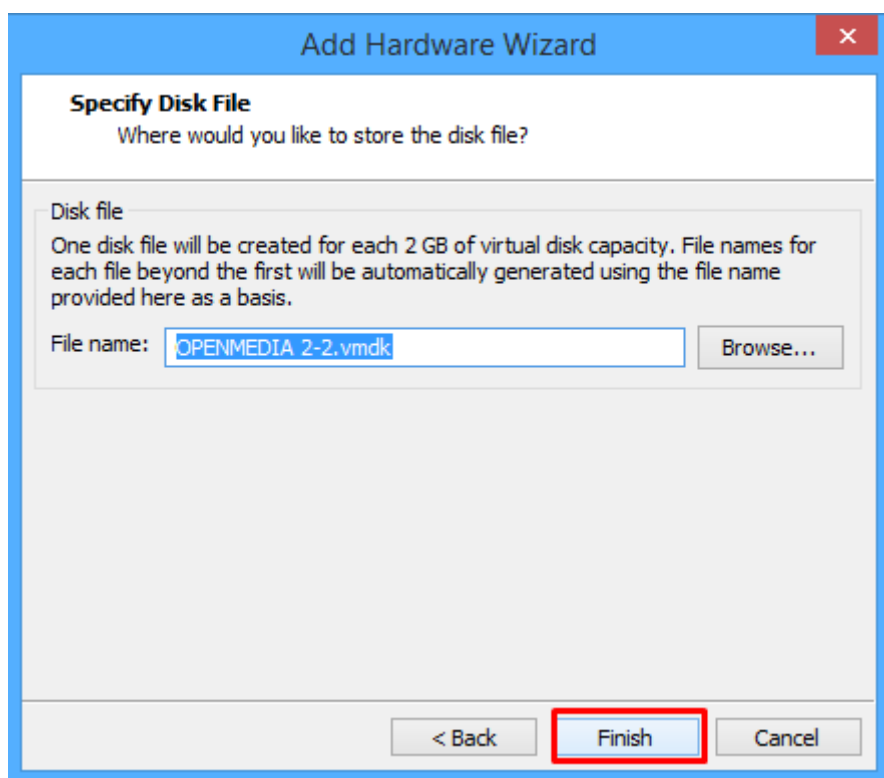 Add Hardware Wizard
Specify Disk File
Where would you like to store the disk file?
Disk file
One disk file will be created for each 2 GB of virtual disk capacity. File names for
each file beyond the first will be automatically generated using the file name
provided here as a basis.
File name: OPENMEDIA 2-2.vmdk Browse...
< Back Finish Cancel